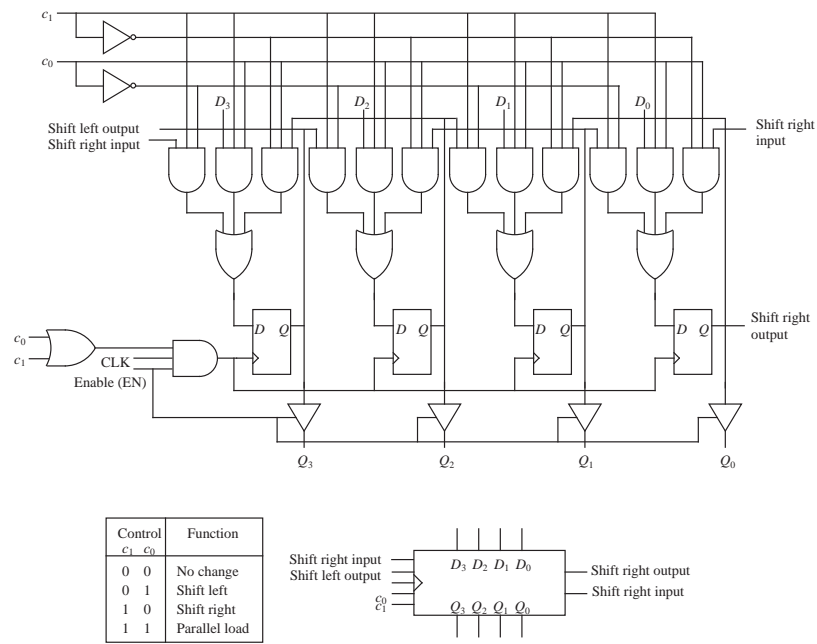 c1
c0
D3 D2 D1 D0
Shift left output
Shift right input
Shift right
input
D Q D Q D Q D Q
Shift right
output
c0
c1
CLK
Enable (EN)
Q3 Q2 Q1 Q0
Control Function
c1 c0
0 0 No change
0 1 Shift left
1 0 Shift right
1 1 Parallel load
Shift right input
Shift left output
c0
c1
D3 D2 D1 D0
Q3 Q2 Q1 Q0
Shift right output
Shift right input